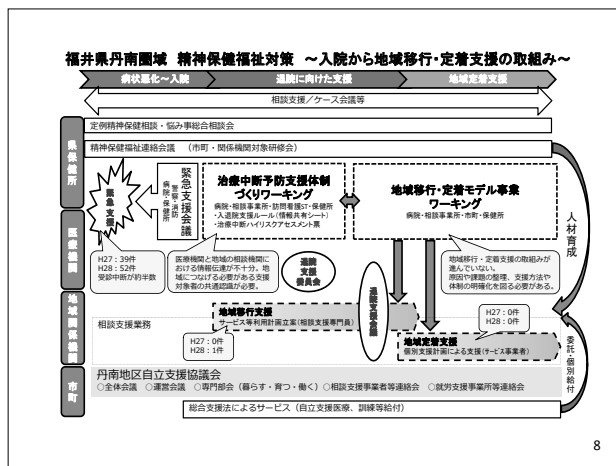 福井県丹南圏域 精神保健福祉対策 ～入院から地域移行・定着支援の取組み～
病状悪化～入院
退院に向けた支援
地域定着支援
相談支援／ケース会議等
県保健所
定例精神保健相談・悩み事総合相談会
精神保健福祉連絡会議 （市町・関係機関対象研修会）
緊急支援
緊急支援会議
警察・消防
病院・保健所
治療中断予防支援体制
づくりワーキング
病院・相談事業所・訪問看護ST・保健所
・入退院支援ルール（情報共有シート）
・治療中断ハイリスクアセスメント票
地域移行・定着モデル事業
ワーキング
病院・相談事業所・市町・保健所
人材育成
医療機関
H27：39件
H28：52件
受診中断が約半数
医療機関と地域の相談機関に
おける情報伝達が不十分。地
域につなげる必要がある支援
対象者の共通認識が必要。
退院
支援
委員会
退院支援会議
地域移行・定着支援の取組みが
進んでいない。
原因や課題の整理、支援方法や
体制の明確化を図る必要がある。
相談支援業務
地域移行支援
サービス等利用計画立案（相談支援専門員）
H27：0件
H28：1件
H27：0件
H28：0件
地域定着支援
個別支援計画による支援（サービス事業者）
委託・個別給付
市町
丹南地区自立支援協議会
○全体会議 ○運営会議 ○専門部会（暮らす・育つ・働く）○相談支援事業者等連絡会 ○就労支援事業所等連絡会
総合支援法によるサービス（自立支援医療、訓練等給付）
8